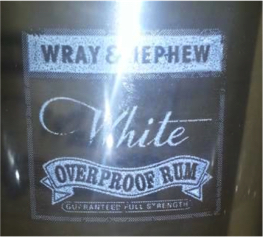 WRAY & NEPHEW
White
OVERPROOF RUM
GUARANTEED FULL STRENGTH